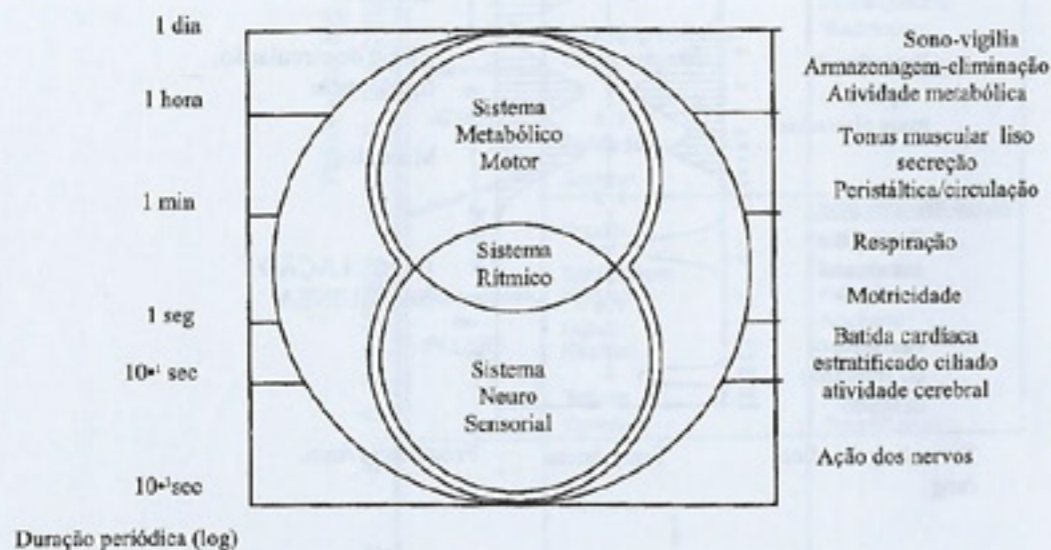 1 dia
1 hora
1 min
1 seg
10•¹ sec
10•³sec
Duração periódica (log)
Sistema
Metabólico
Motor
Sistema
Rítmico
Sistema
Neuro
Sensorial
Sono-vigília
Armazenagem-eliminação
Atividade metabólica
Tonus muscular liso
secreção
Peristáltica/circulação
Respiração
Motricidade
Batida cardíaca
estratificado ciliado
atividade cerebral
Ação dos nervos